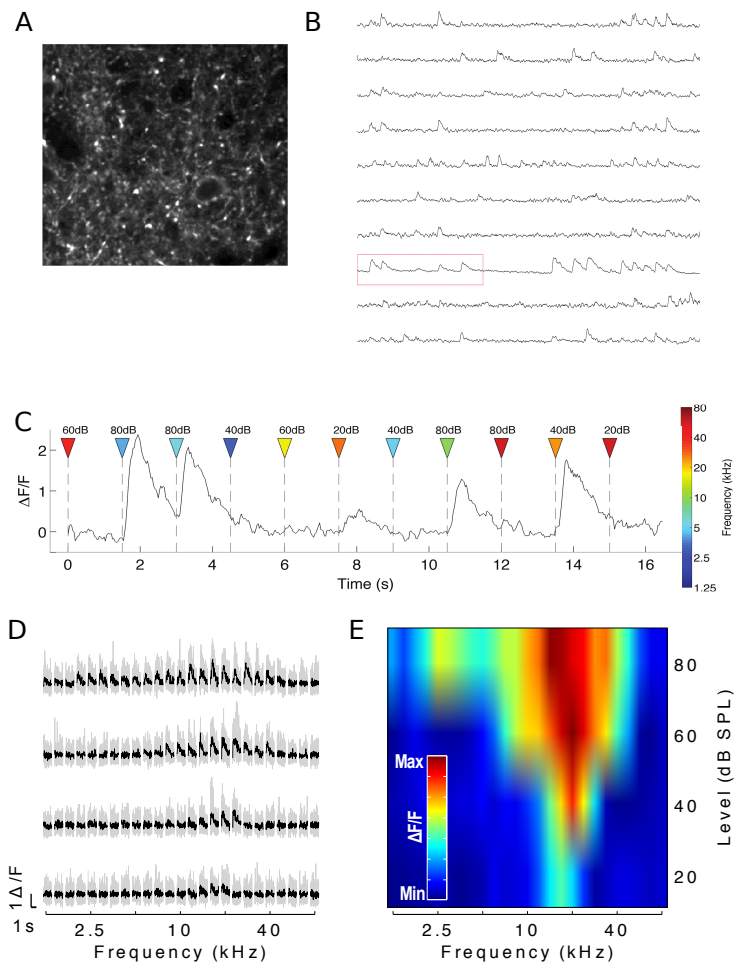 A
B
C
60dB 80dB 80dB 40dB 60dB 20dB 40dB 80dB 80dB 40dB 20dB
2
1
0
ΔF/F
0 2 4 6 8 10 12 14 16
Time (s)
80
40
20
10
5
2.5
1.25
Frequency (kHz)
D
1Δ/F
1s
2.5 10 40
Frequency (kHz)
E
Max
ΔF/F
Min
80
60
40
20
Level (dB SPL)
2.5 10 40
Frequency (kHz)